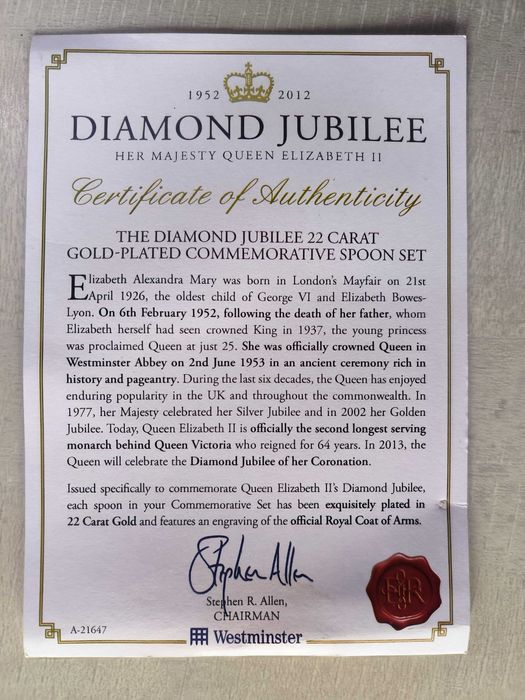 1952 2012
DIAMOND JUBILEE
HER MAJESTY QUEEN ELIZABETH II
Certificate of Authenticity
THE DIAMOND JUBILEE 22 CARAT
GOLD-PLATED COMMEMORATIVE SPOON SET
Elizabeth Alexandra Mary was born in London's Mayfair on 21st
April 1926, the oldest child of George VI and Elizabeth Bowes-
Lyon. On 6th February 1952, following the death of her father, whom
Elizabeth herself had seen crowned King in 1937, the young princess
was proclaimed Queen at just 25. She was officially crowned Queen in
Westminster Abbey on 2nd June 1953 in an ancient ceremony rich in
history and pageantry. During the last six decades, the Queen has enjoyed
enduring popularity in the UK and throughout the commonwealth. In
1977, her Majesty celebrated her Silver Jubilee and in 2002 her Golden
Jubilee. Today, Queen Elizabeth II is officially the second longest serving
monarch behind Queen Victoria who reigned for 64 years. In 2013, the
Queen will celebrate the Diamond Jubilee of her Coronation.
Issued specifically to commemorate Queen Elizabeth II's Diamond Jubilee,
each spoon in your Commemorative Set has been exquisitely plated in
22 Carat Gold and features an engraving of the official Royal Coat of Arms.
Stephen Allen
Stephen R. Allen,
CHAIRMAN
EIIR
A-21647
Westminster